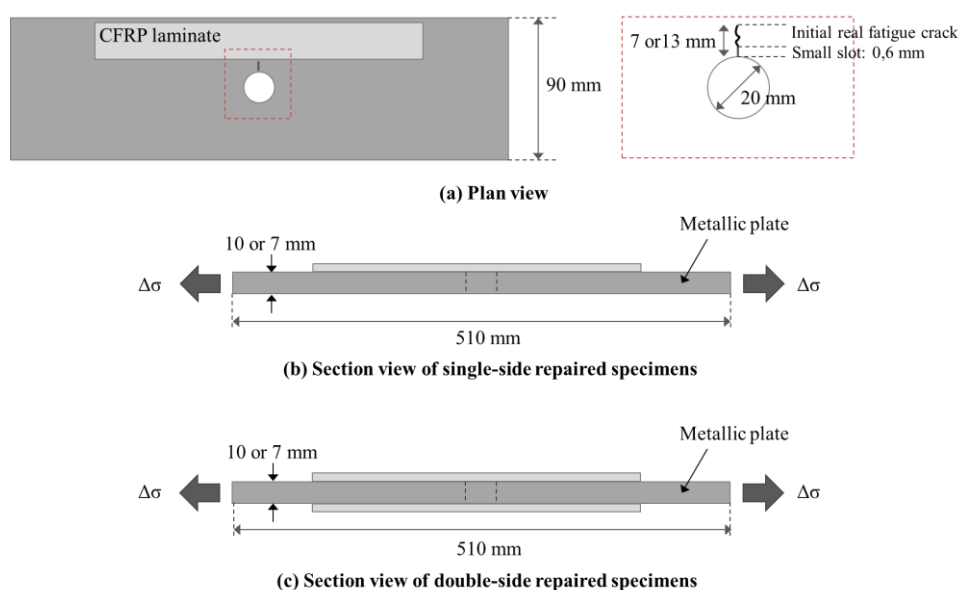 CFRP laminate
90 mm
7 or13 mm
Initial real fatigue crack
Small slot: 0,6 mm
20 mm
(a) Plan view
10 or 7 mm
Metallic plate
Δσ
Δσ
510 mm
(b) Section view of single-side repaired specimens
10 or 7 mm
Metallic plate
Δσ
Δσ
510 mm
(c) Section view of double-side repaired specimens